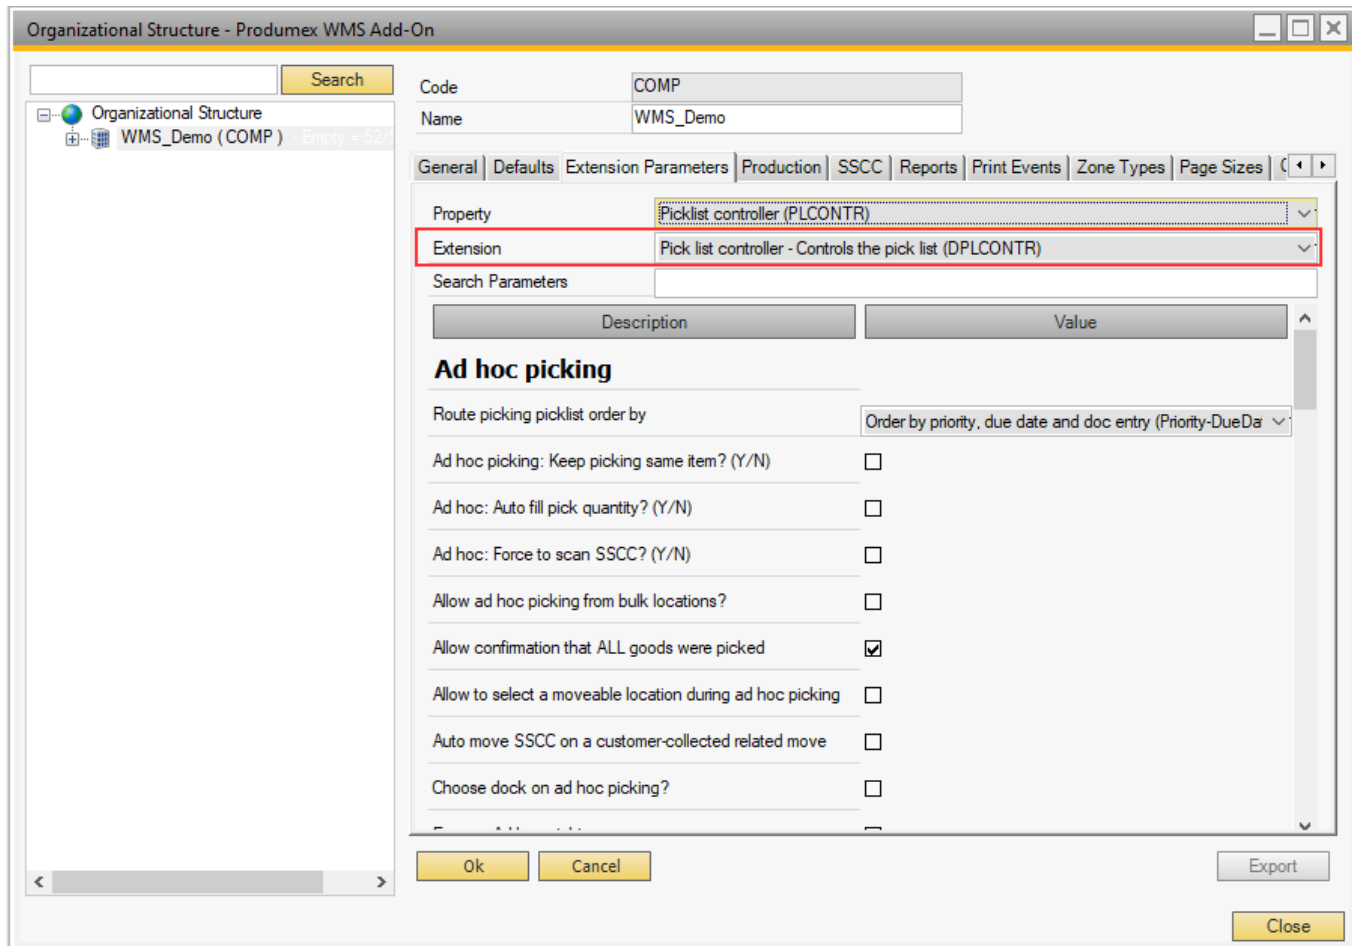 Organizational Structure - Produmex WMS Add-On
Search
Organizational Structure
WMS_Demo ( COMP ) - Empty = 52/
Code COMP
Name WMS_Demo
General Defaults Extension Parameters Production SSCC Reports Print Events Zone Types Page Sizes
Property Picklist controller (PLCONTR)
Extension Pick list controller - Controls the pick list (DPLCONTR)
Search Parameters
Description Value
Ad hoc picking
Route picking picklist order by Order by priority, due date and doc entry (Priority-DueDa
Ad hoc picking: Keep picking same item? (Y/N)
Ad hoc: Auto fill pick quantity? (Y/N)
Ad hoc: Force to scan SSCC? (Y/N)
Allow ad hoc picking from bulk locations?
Allow confirmation that ALL goods were picked
Allow to select a moveable location during ad hoc picking
Auto move SSCC on a customer-collected related move
Choose dock on ad hoc picking?
Ok Cancel Export
Close